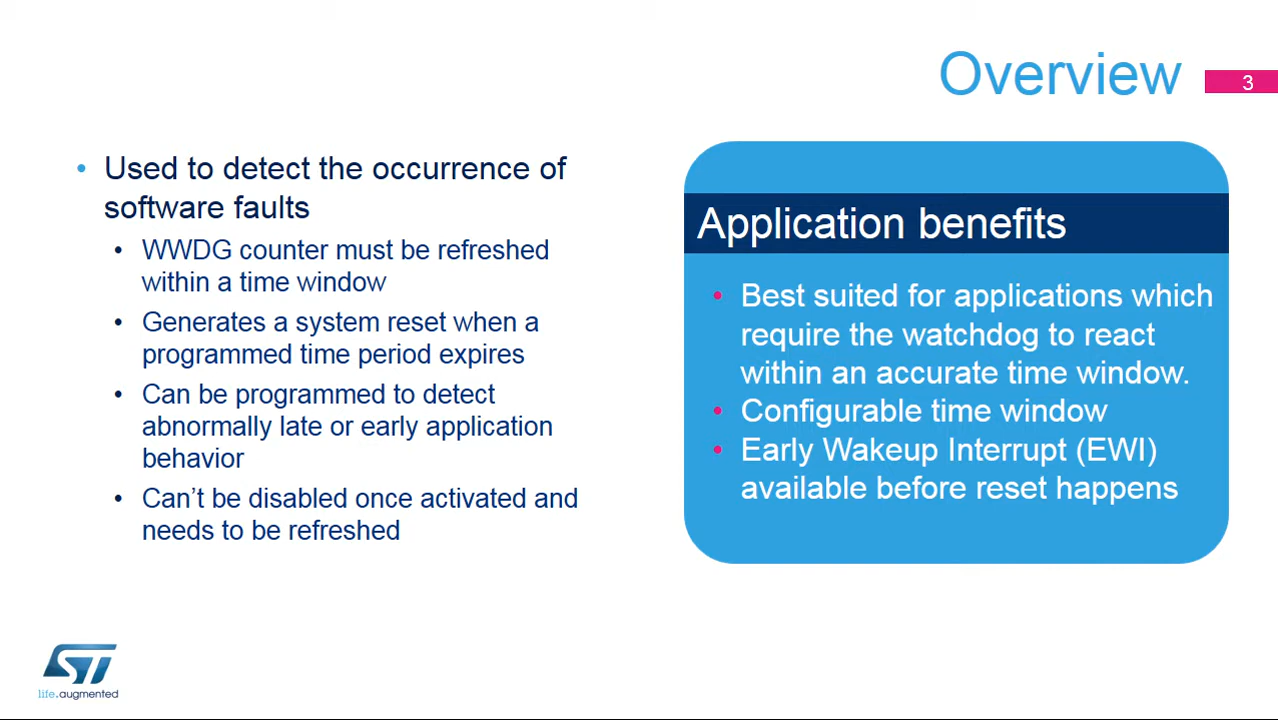 Overview
3
• Used to detect the occurrence of
software faults
• WWDG counter must be refreshed
within a time window
• Generates a system reset when a
programmed time period expires
• Can be programmed to detect
abnormally late or early application
behavior
• Can’t be disabled once activated and
needs to be refreshed
Application benefits
• Best suited for applications which
require the watchdog to react
within an accurate time window.
• Configurable time window
• Early Wakeup Interrupt (EWI)
available before reset happens
ST
life.augmented